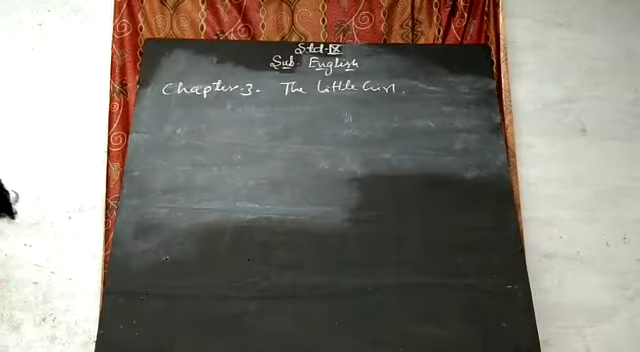 Std-IX
Sub- English
Chapter-3. The Little Girl.